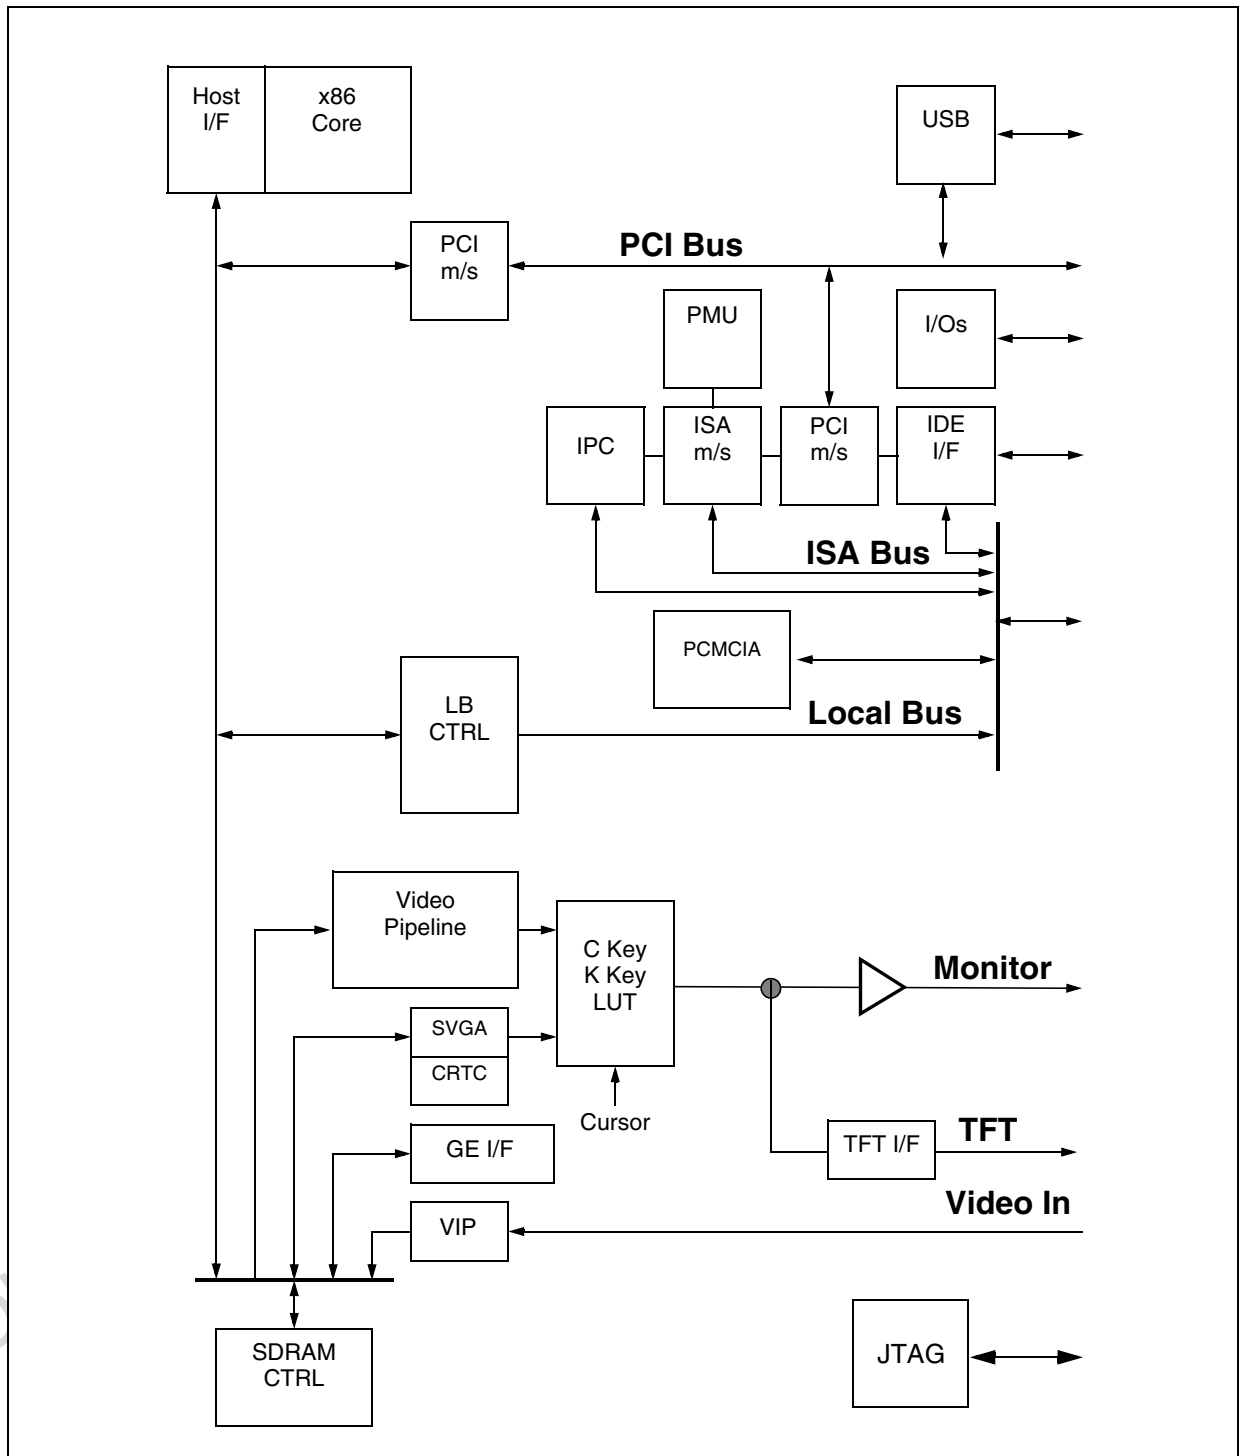 Host
I/F
x86
Core
USB
PCI
m/s
PCI Bus
PMU
I/Os
IPC
ISA
m/s
PCI
m/s
IDE
I/F
ISA Bus
PCMCIA
LB
CTRL
Local Bus
Video
Pipeline
C Key
K Key
LUT
Monitor
SVGA
CRTC
Cursor
GE I/F
TFT I/F
TFT
VIP
Video In
SDRAM
CTRL
JTAG